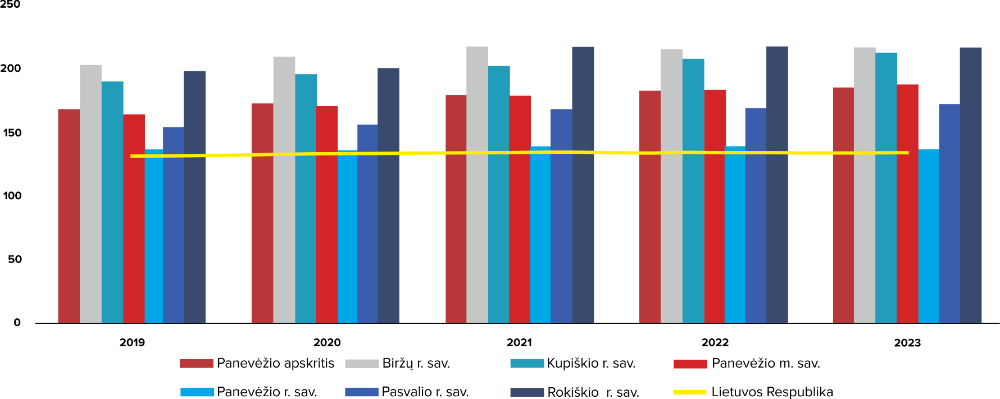 250
200
150
100
50
0
2019 2020 2021 2022 2023
Panevėžio apskritis Biržų r. sav. Kupiškio r. sav. Panevėžio m. sav.
Panevėžio r. sav. Pasvalio r. sav. Rokiškio r. sav. Lietuvos Respublika